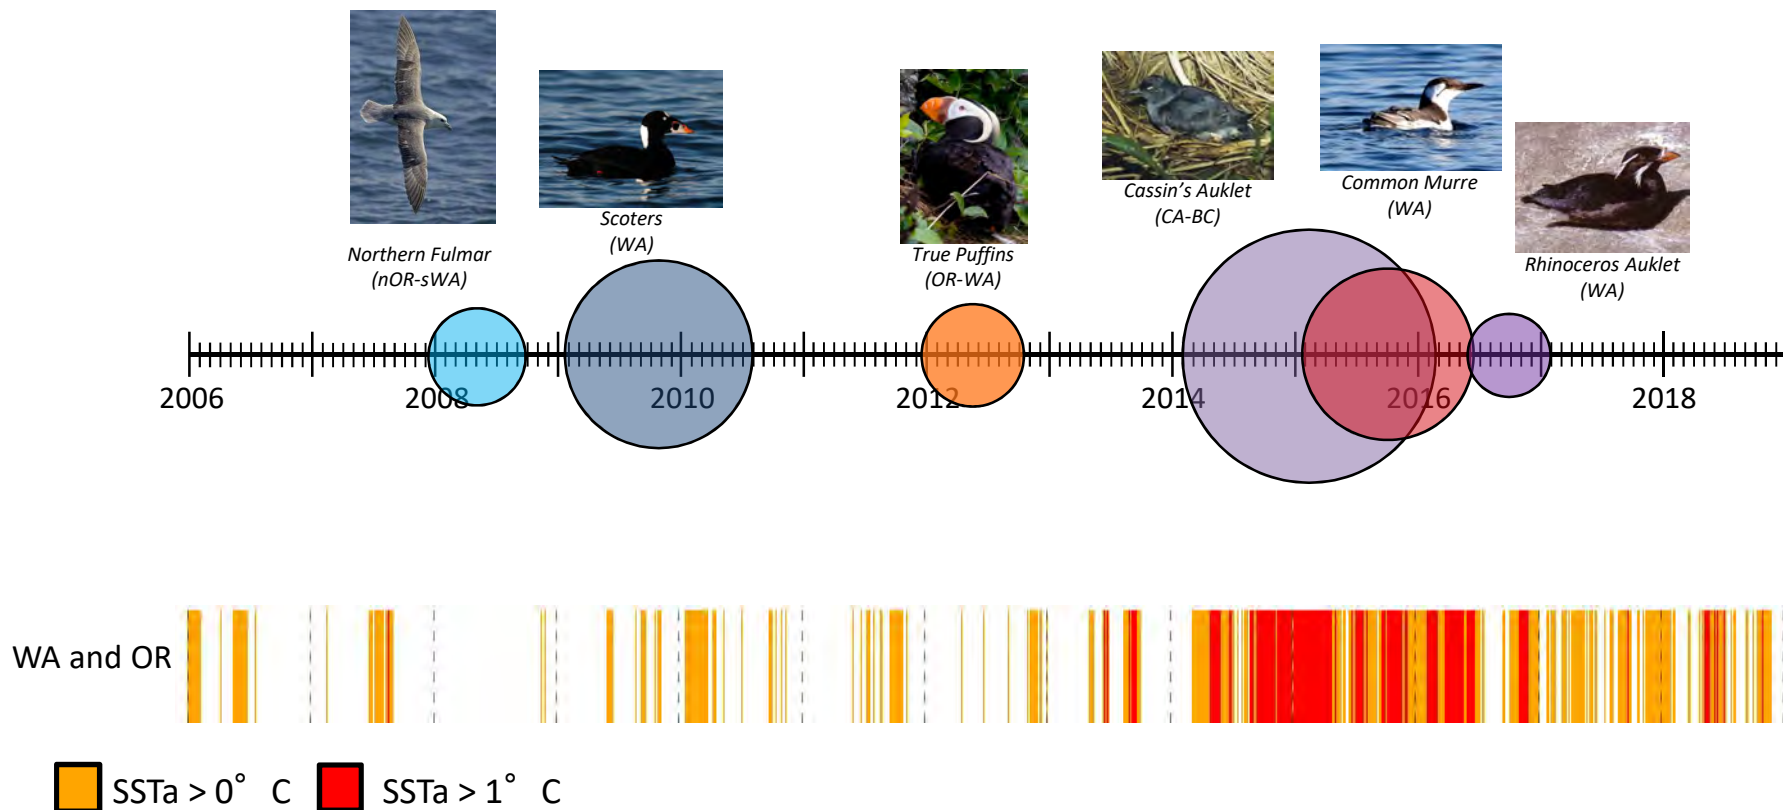 Northern Fulmar
(nOR-sWA)
Scoters
(WA)
True Puffins
(OR-WA)
Cassin’s Auklet
(CA-BC)
Common Murre
(WA)
Rhinoceros Auklet
(WA)
2006 2008 2010 2012 2014 2016 2018
WA and OR
SSTa > 0° C SSTa > 1° C